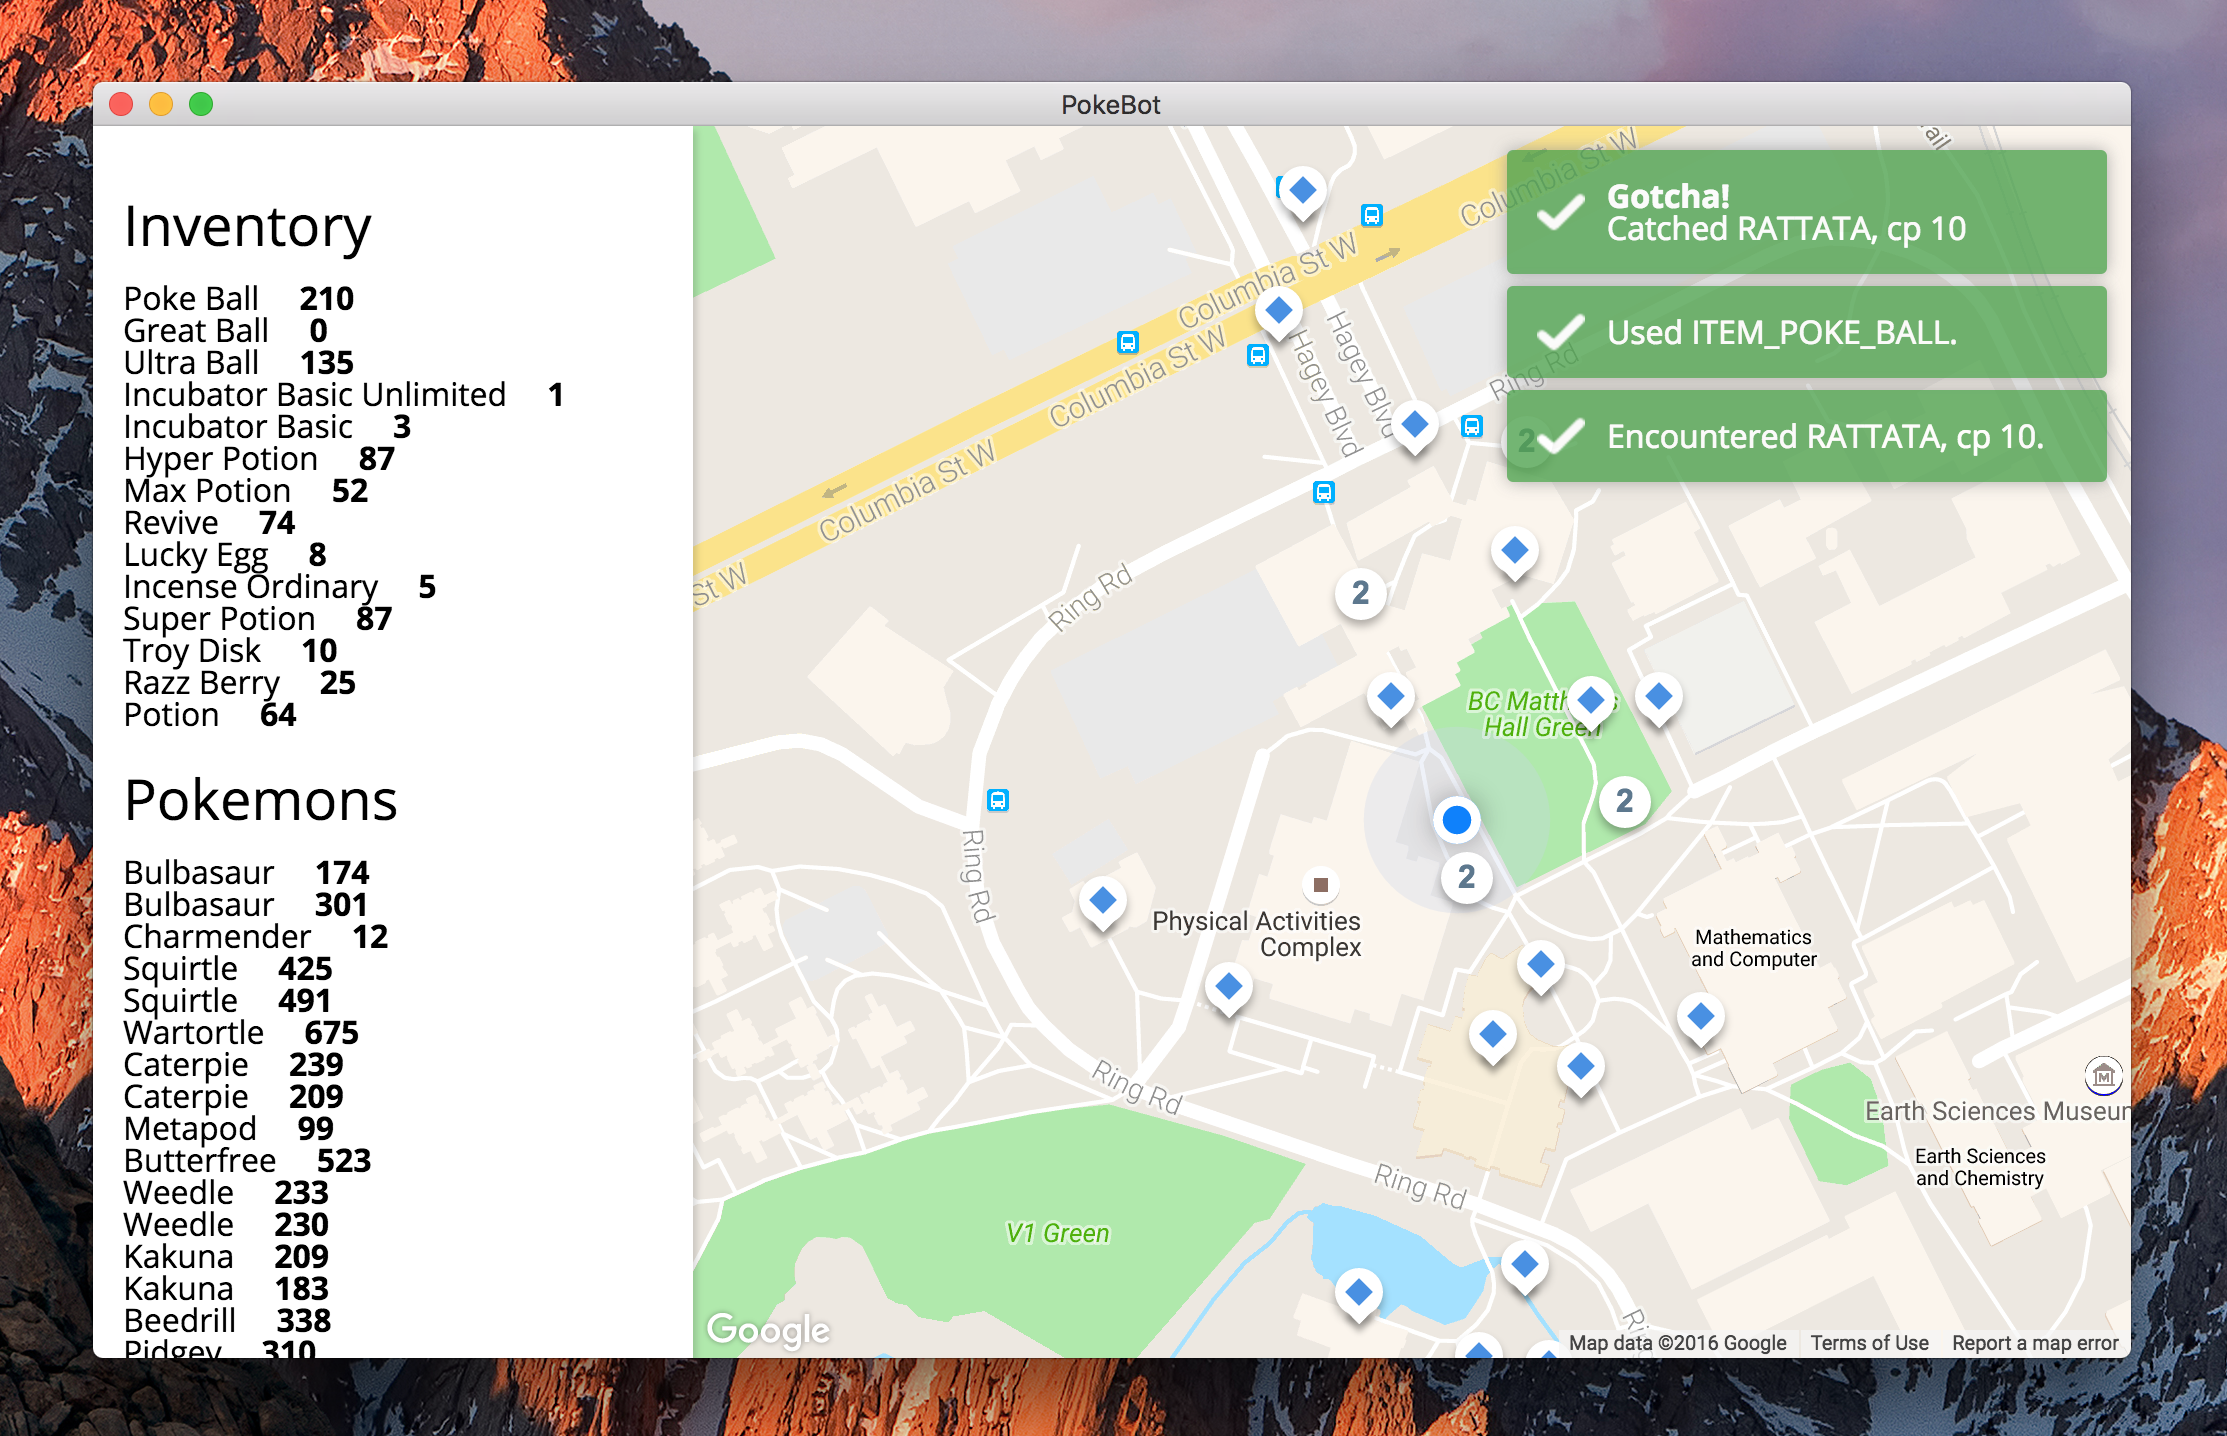 PokeBot
Inventory
Poke Ball 210
Great Ball 0
Ultra Ball 135
Incubator Basic Unlimited 1
Incubator Basic 3
Hyper Potion 87
Max Potion 52
Revive 74
Lucky Egg 8
Incense Ordinary 5
Super Potion 87
Troy Disk 10
Razz Berry 25
Potion 64
Pokemons
Bulbasaur 174
Bulbasaur 301
Charmender 12
Squirtle 425
Squirtle 491
Wartortle 675
Caterpie 239
Caterpie 209
Metapod 99
Butterfree 523
Weedle 233
Weedle 230
Kakuna 209
Kakuna 183
Beedrill 338
Pidgey 310
Gotcha!
Catched RATTATA, cp 10
Used ITEM_POKE_BALL.
Encountered RATTATA, cp 10.
Columbia St W
Columbia St W
Columbia St W
Columbia St W
St W
Hagey Blvd
Hagey Blvd
Ring Rd
2
Ring Rd
2
BC Matth s
Hall Green
2
2
Ring Rd
Physical Activities
Complex
Mathematics
and Computer
Ring Rd
Earth Sciences Museum
Earth Sciences
and Chemistry
Ring Rd
V1 Green
Google
Map data ©2016 Google
Terms of Use
Report a map error